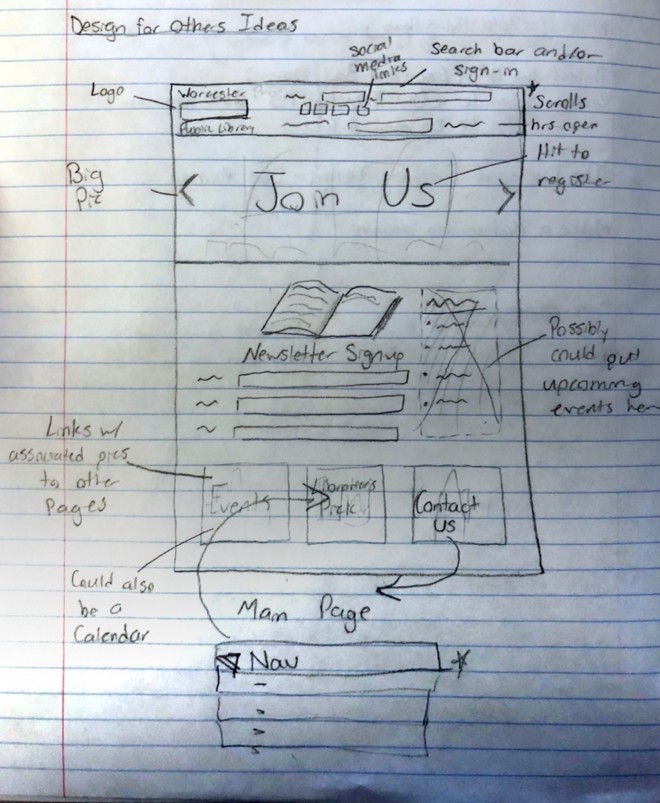 Design for Others Ideas
social
media
links
search bar and/or
sign-in
Logo
Worcester
Public Library
* Scrolls
hrs open
Hit to
register
Big
Pic
Join Us
Newsletter Signup
Possibly
could put
upcoming
events here
Links w/
associated pics
to other
Pages
Events
Librarian's
Pick
Contact
us
Could also
be a
Calendar
Main Page
Nav
*